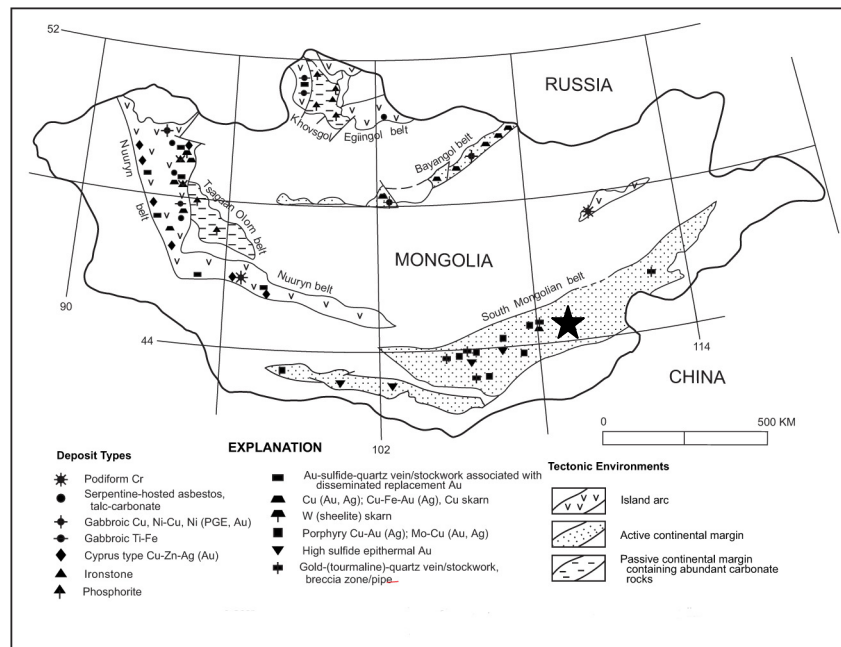 52
RUSSIA
Khovsgol
Egiingol belt
Bayangol belt
Nuuryn
belt
Tsagaan Olom belt
MONGOLIA
Nuuryn belt
South Mongolian belt
90
44
114
CHINA
0 500 KM
102
EXPLANATION
Deposit Types
Podiform Cr
Serpentine-hosted asbestos,
talc-carbonate
Gabbroic Cu, Ni-Cu, Ni (PGE, Au)
Gabbroic Ti-Fe
Cyprus type Cu-Zn-Ag (Au)
Ironstone
Phosphorite
Au-sulfide-quartz vein/stockwork associated with
disseminated replacement Au
Cu (Au, Ag); Cu-Fe-Au (Ag), Cu skarn
W (sheelite) skarn
Porphyry Cu-Au (Ag); Mo-Cu (Au, Ag)
High sulfide epithermal Au
Gold-(tourmaline)-quartz vein/stockwork,
breccia zone/pipe
Tectonic Environments
Island arc
Active continental margin
Passive continental margin
containing abundant carbonate
rocks